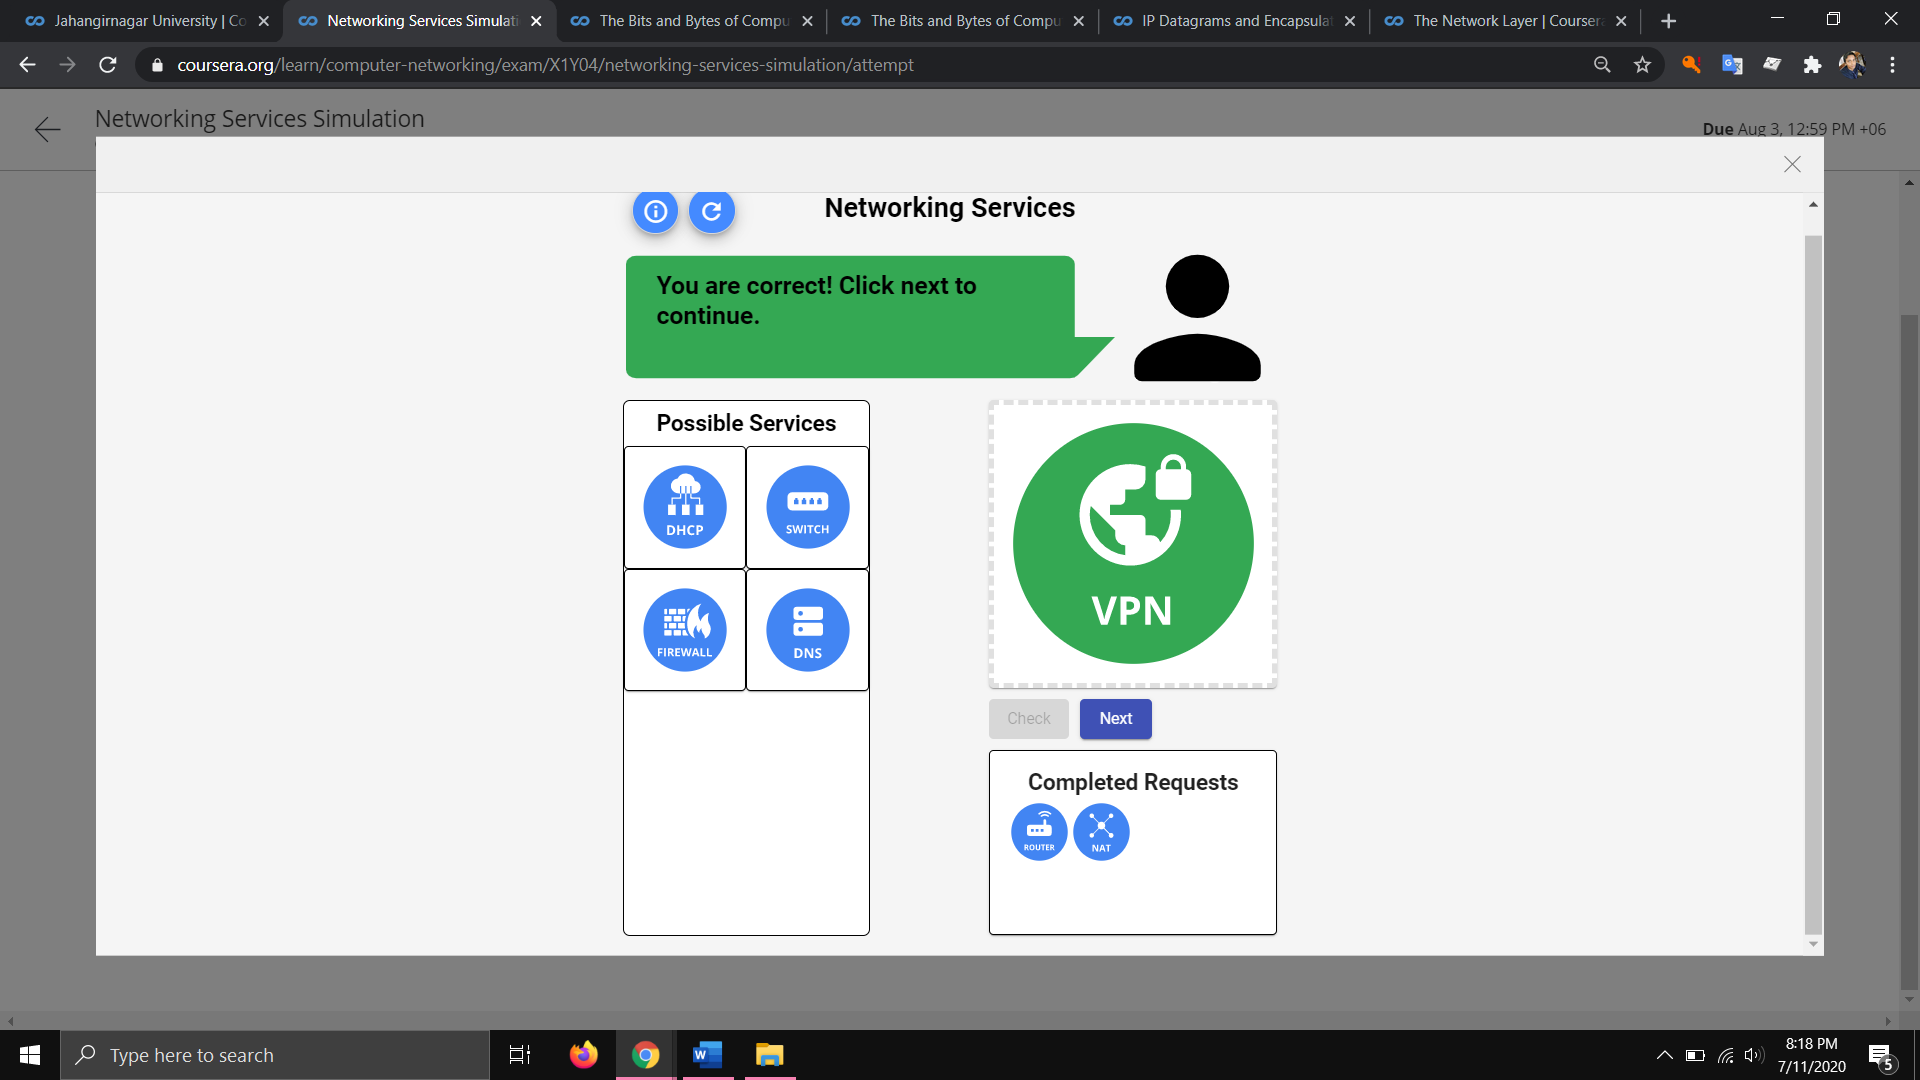 Jahangirnagar University | Co
Networking Services Simulati
The Bits and Bytes of Compu
The Bits and Bytes of Compu
IP Datagrams and Encapsulat
The Network Layer | Coursera
coursera.org/learn/computer-networking/exam/X1Y04/networking-services-simulation/attempt
Networking Services Simulation
Due Aug 3, 12:59 PM +06
Networking Services
You are correct! Click next to
continue.
Possible Services
DHCP
SWITCH
FIREWALL
DNS
VPN
Check
Next
Completed Requests
ROUTER
NAT
Type here to search
8:18 PM
7/11/2020
5